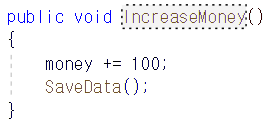 public void IncreaseMoney()
{
money += 100;
SaveData();
}